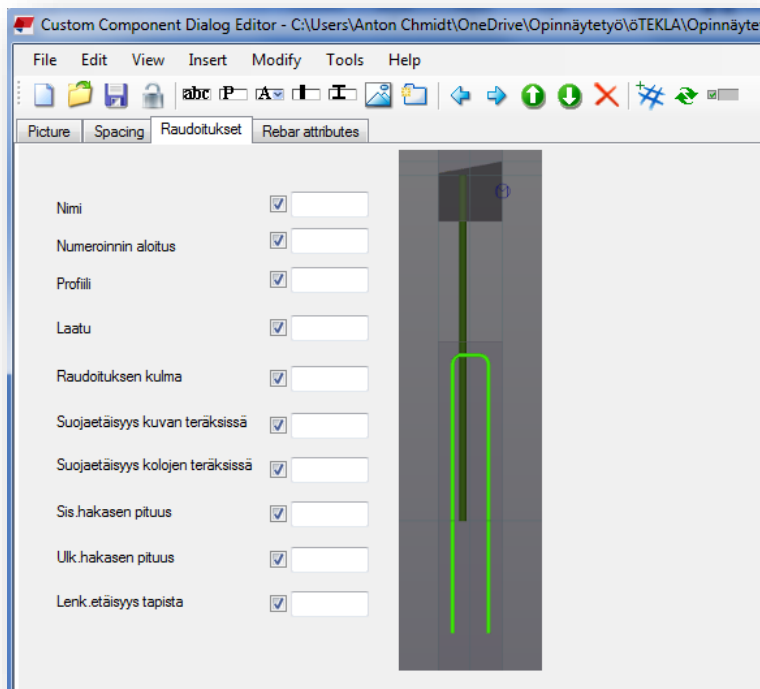 Custom Component Dialog Editor - C:\Users\Anton Chmidt\OneDrive\Opinnäytetyö\öTEKLA\Opinnäyte
File Edit View Insert Modify Tools Help
abc P A I
Picture Spacing Raudoitukset Rebar attributes
Nimi
Numeroinnin aloitus
Profiili
Laatu
Raudoituksen kulma
Suojaetäisyys kuvan teräksissä
Suojaetäisyys kolojen teräksissä
Sis.hakasen pituus
Ulk.hakasen pituus
Lenk.etäisyys tapista